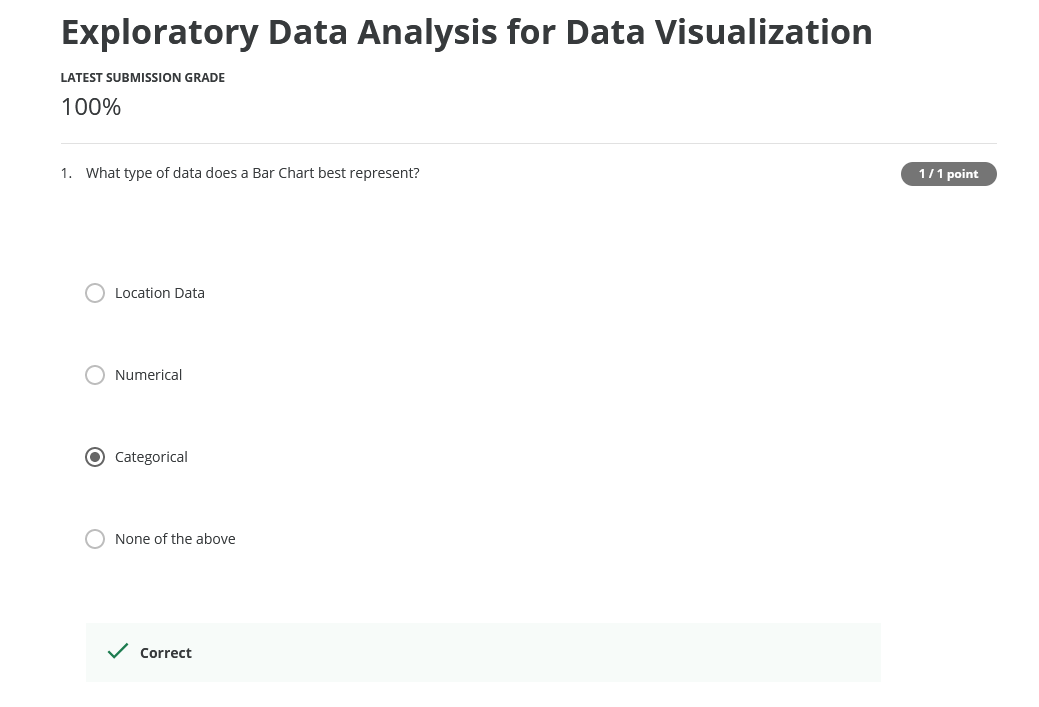 Exploratory Data Analysis for Data Visualization
LATEST SUBMISSION GRADE
100%
1. What type of data does a Bar Chart best represent? 1 / 1 point
Location Data
Numerical
Categorical
None of the above
Correct